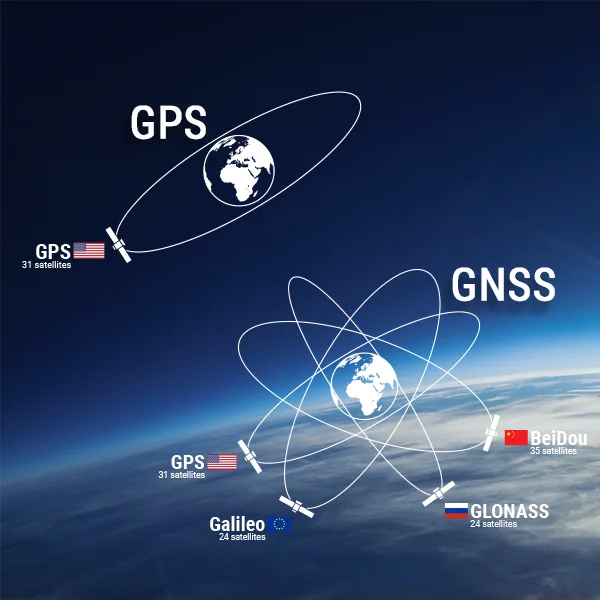 GPS
GPS
31 satellites
GNSS
BeiDou
35 satellites
GPS
31 satellites
GLONASS
24 satellites
Galileo
24 satellites